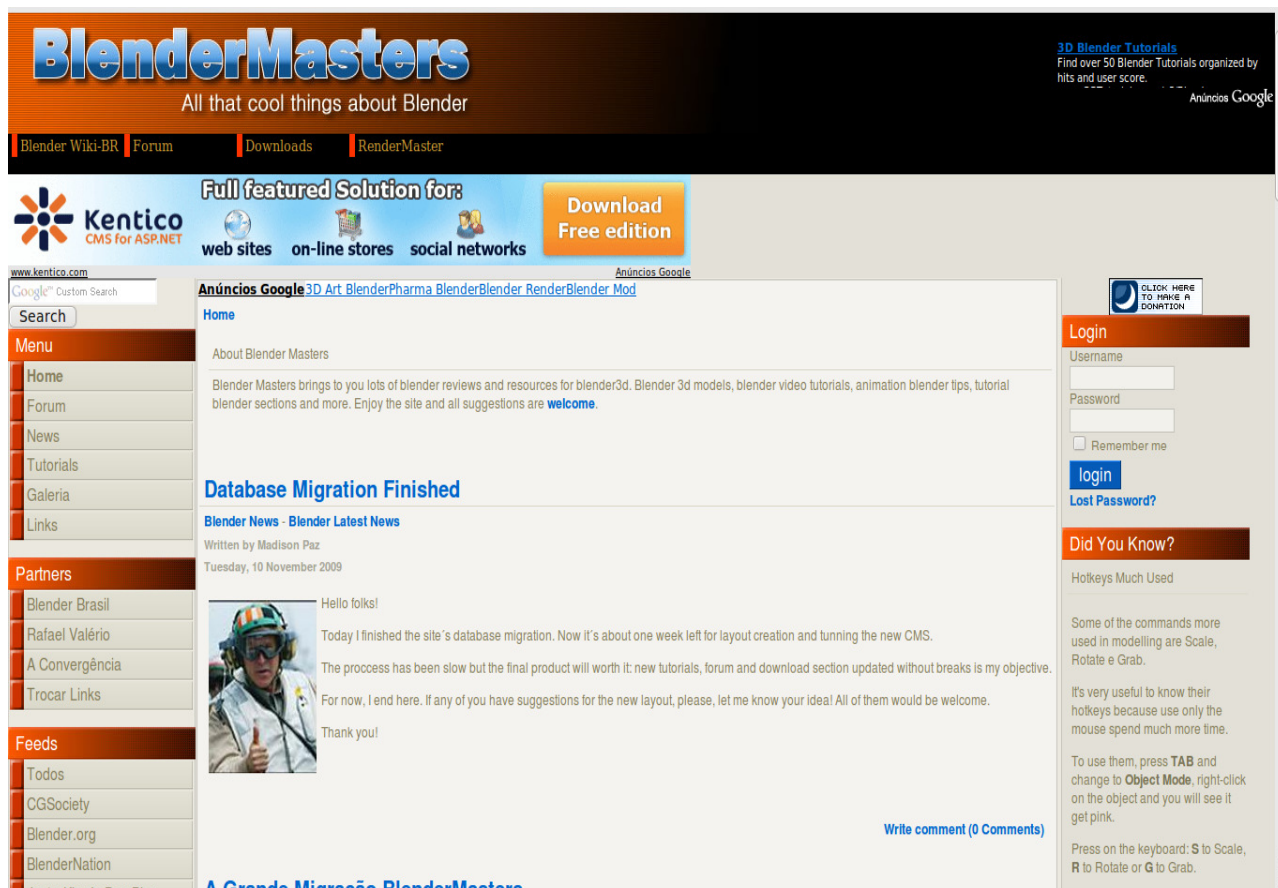 BlenderMasters
All that cool things about Blender
3D Blender Tutorials
Find over 50 Blender Tutorials organized by
hits and user score.
Anúncios Google
Blender Wiki-BR Forum Downloads RenderMaster
Kentico
CMS for ASP.NET
Full featured Solution for:
web sites on-line stores social networks
Download
Free edition
www.kentico.com
Anúncios Google
Google™ Custom Search
Search
Menu
Home
Forum
News
Tutorials
Galeria
Links
Partners
Blender Brasil
Rafael Valério
A Convergência
Trocar Links
Feeds
Todos
CGSociety
Blender.org
BlenderNation
Anúncios Google 3D Art BlenderPharma BlenderBlender RenderBlender Mod
Home
About Blender Masters
Blender Masters brings to you lots of blender reviews and resources for blender3d. Blender 3d models, blender video tutorials, animation blender tips, tutorial
blender sections and more. Enjoy the site and all suggestions are welcome.
Database Migration Finished
Blender News - Blender Latest News
Written by Madison Paz
Tuesday, 10 November 2009
Hello folks!
Today I finished the site´s database migration. Now it´s about one week left for layout creation and tunning the new CMS.
The proccess has been slow but the final product will worth it: new tutorials, forum and download section updated without breaks is my objective.
For now, I end here. If any of you have suggestions for the new layout, please, let me know your idea! All of them would be welcome.
Thank you!
Write comment (0 Comments)
A Grande Migração BlenderMasters
CLICK HERE
TO MAKE A
DONATION
Login
Username
Password
Remember me
login
Lost Password?
Did You Know?
Hotkeys Much Used
Some of the commands more
used in modelling are Scale,
Rotate e Grab.
It's very useful to know their
hotkeys because use only the
mouse spend much more time.
To use them, press TAB and
change to Object Mode, right-click
on the object and you will see it
get pink.
Press on the keyboard: S to Scale,
R to Rotate or G to Grab.